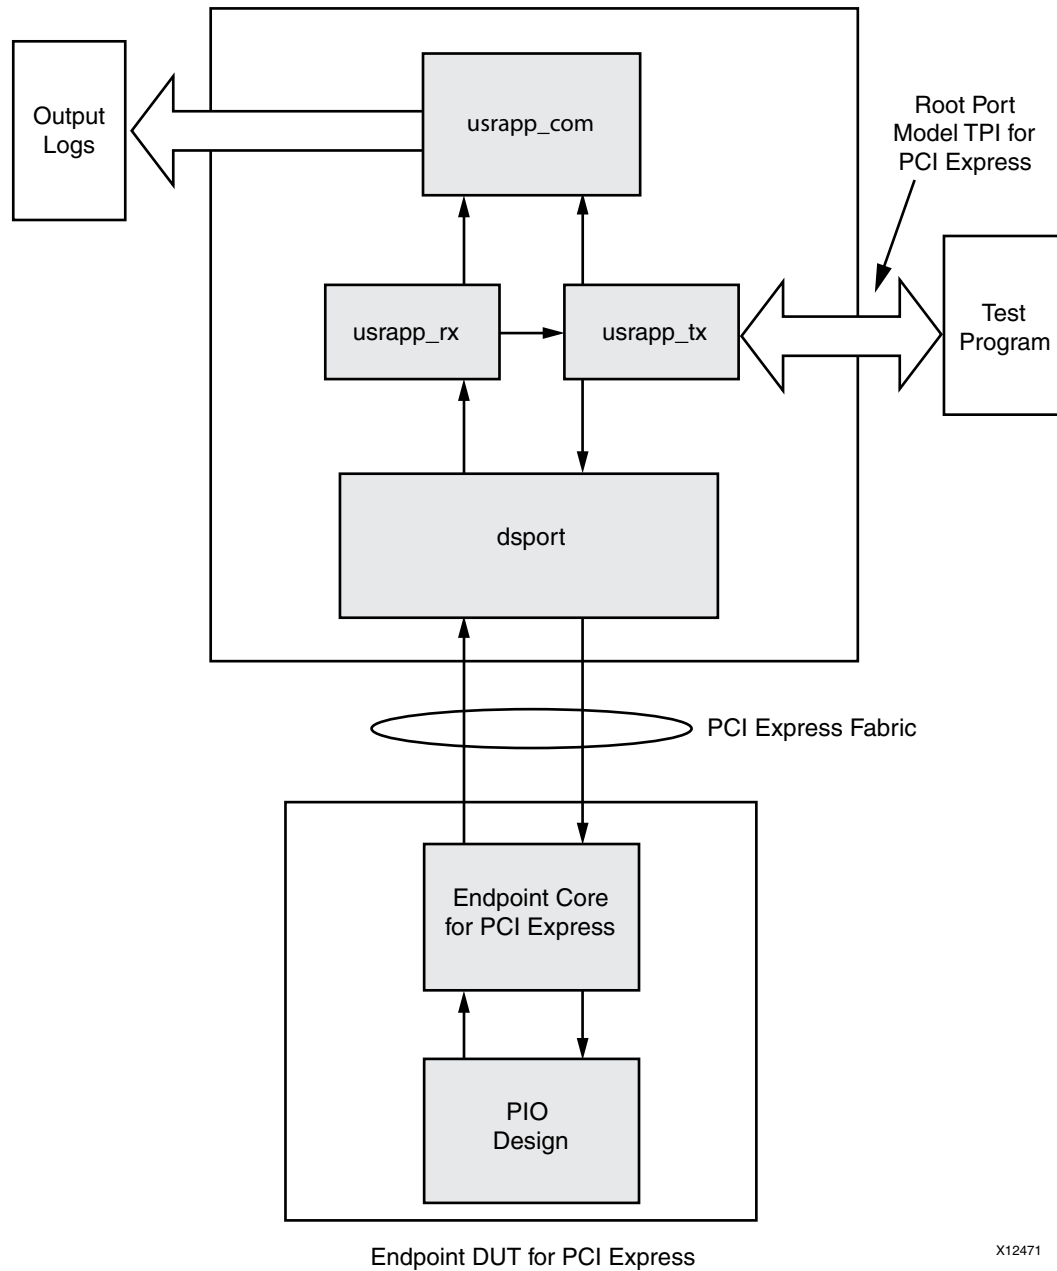 Output
Logs
usrapp_com
Root Port
Model TPI for
PCI Express
usrapp_rx
usrapp_tx
Test
Program
dsport
PCI Express Fabric
Endpoint Core
for PCI Express
PIO
Design
Endpoint DUT for PCI Express
X12471